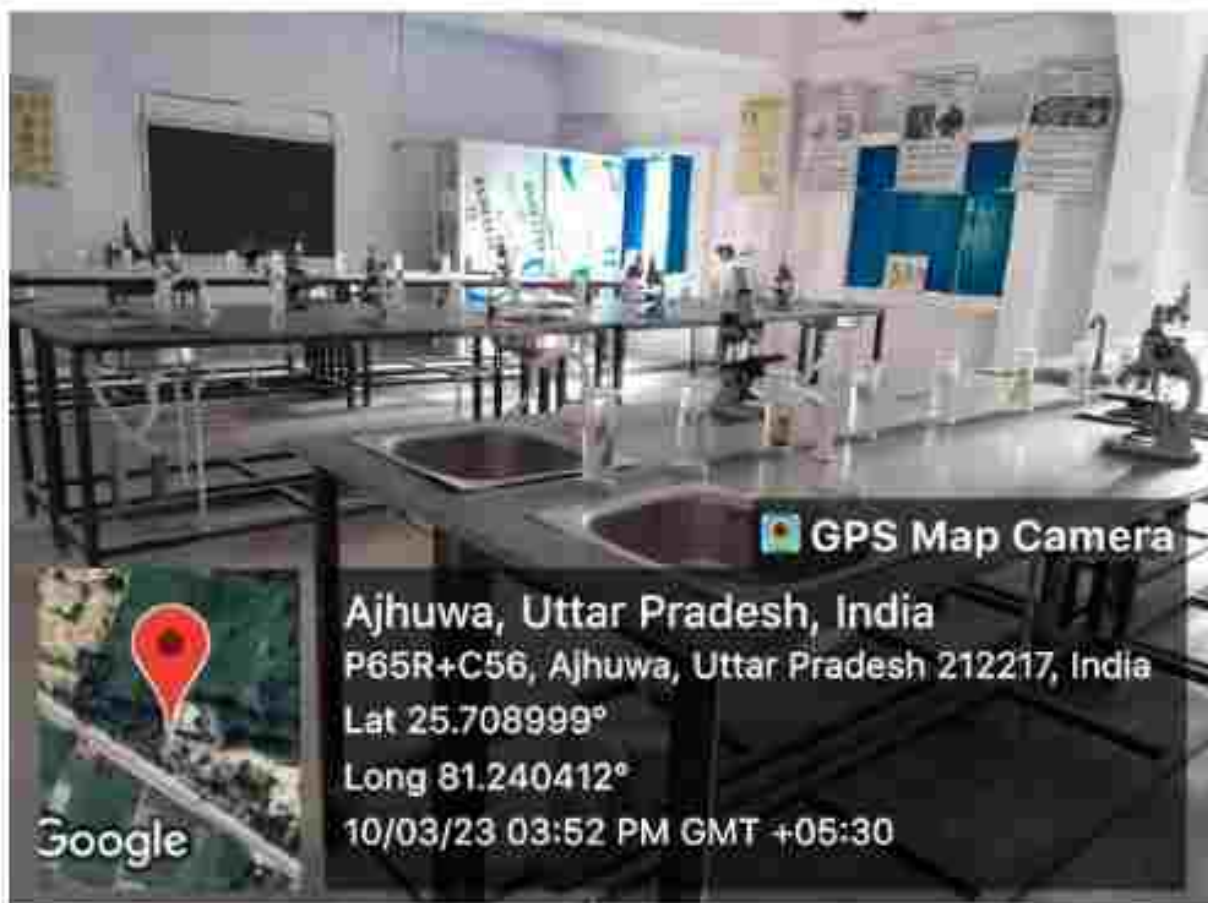 GPS Map Camera
Ajhuwa, Uttar Pradesh, India
P65R+C56, Ajhuwa, Uttar Pradesh 212217, India
Lat 25.708999°
Long 81.240412°
10/03/23 03:52 PM GMT +05:30
Google